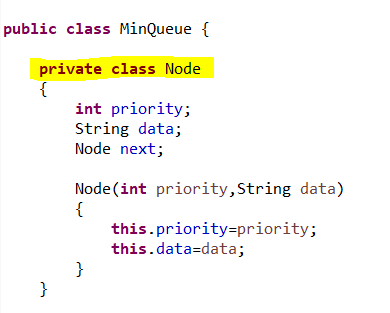 public class MinQueue {
private class Node
{
int priority;
String data;
Node next;
Node(int priority,String data)
{
this.priority=priority;
this.data=data;
}
}